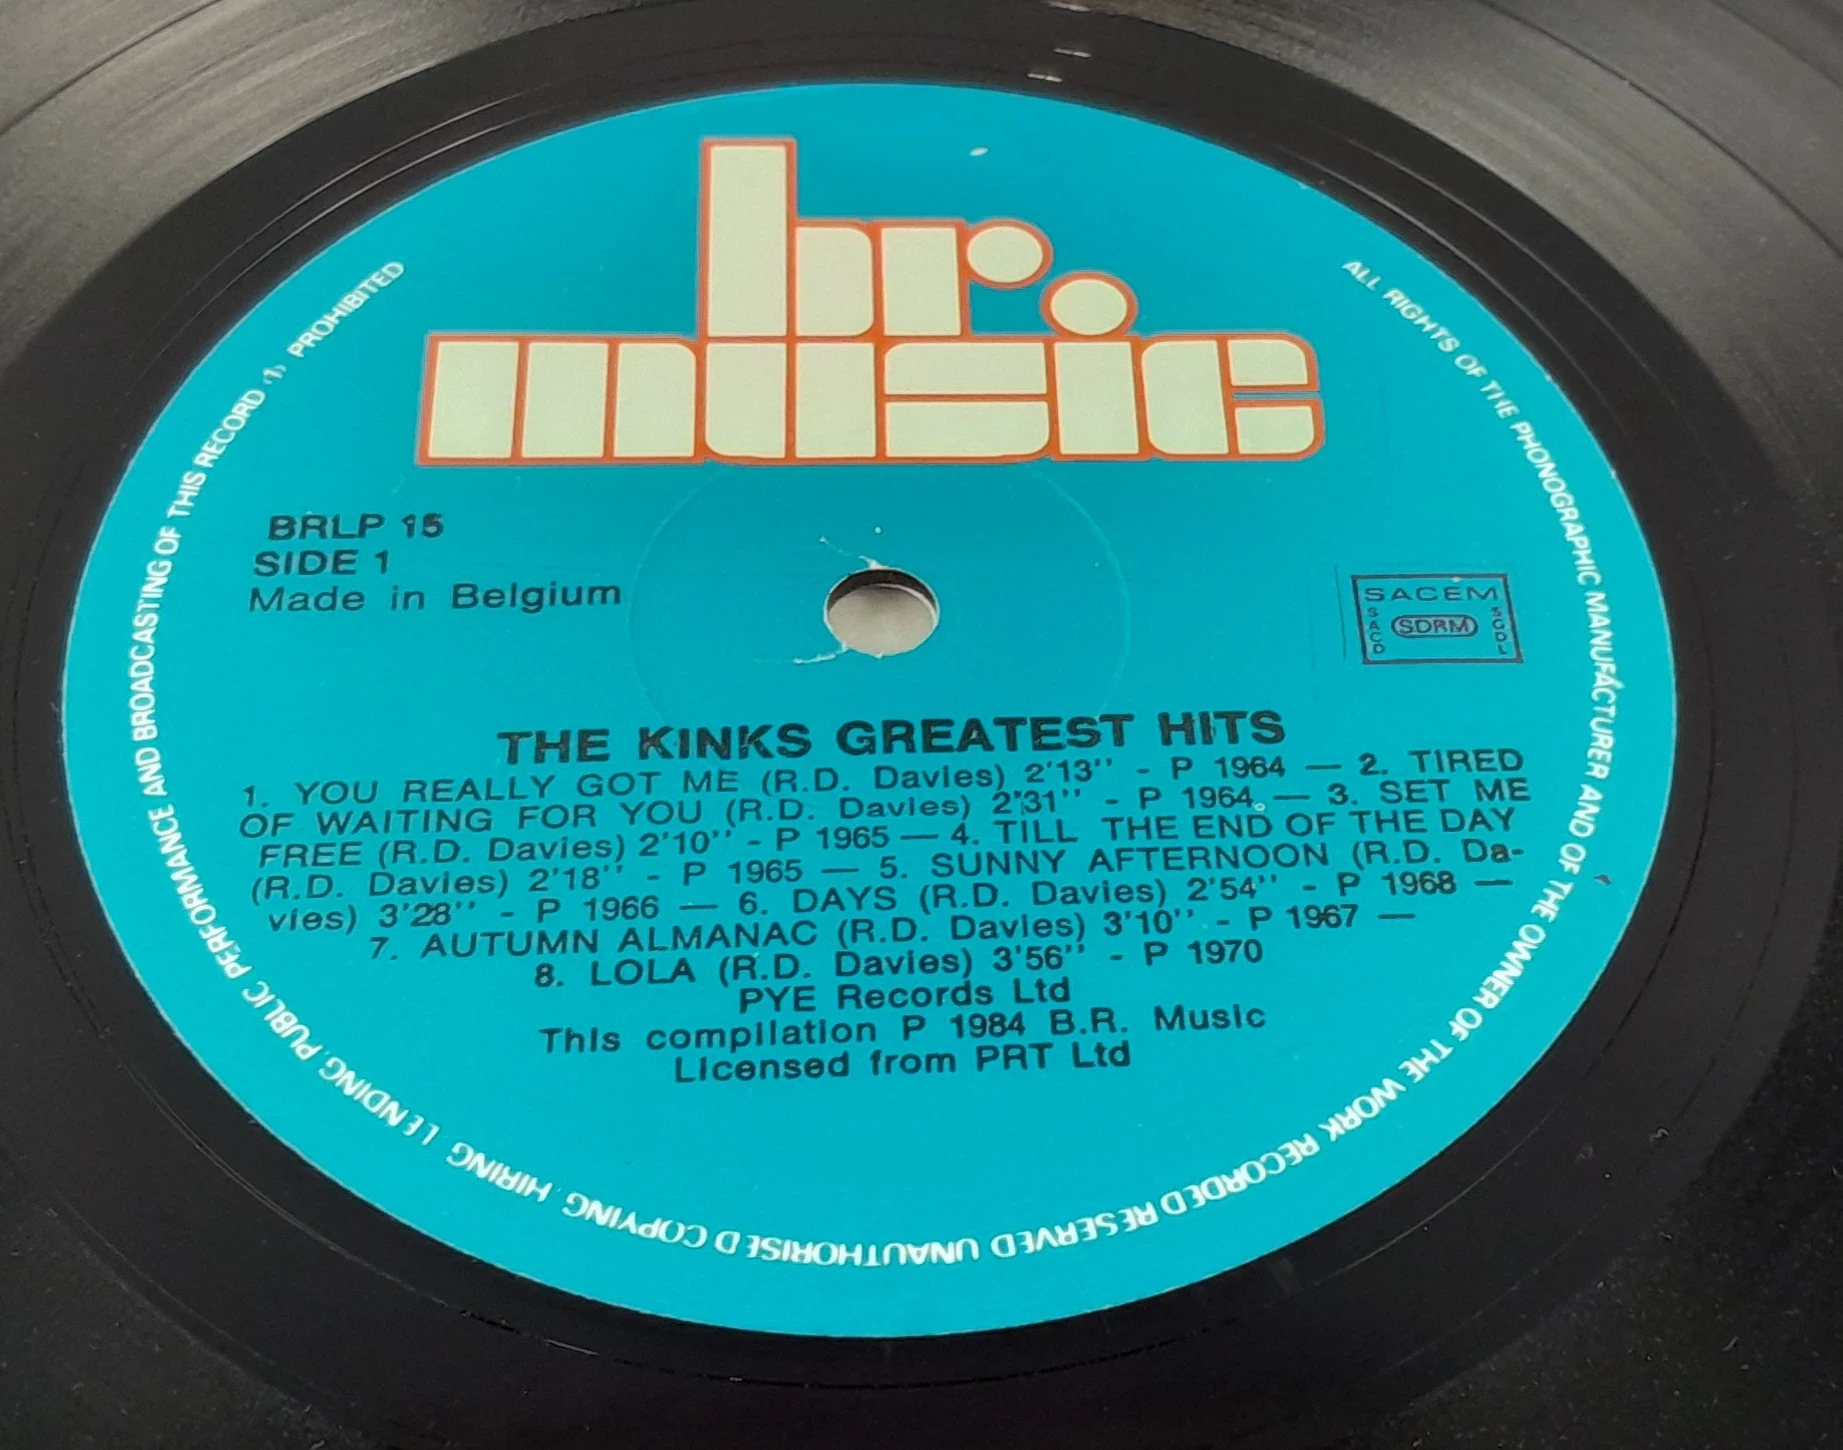 br.
music
BRLP 15
SIDE 1
Made in Belgium
SACEM
SACD
SDRM
SGDL
THE KINKS GREATEST HITS
1. YOU REALLY GOT ME (R.D. Davies) 2'13'' - P 1964 — 2. TIRED
OF WAITING FOR YOU (R.D. Davies) 2'31'' - P 1964. — 3. SET ME
FREE (R.D. Davies) 2'10'' - P 1965 — 4. TILL THE END OF THE DAY
(R.D. Davies) 2'18'' - P 1965 — 5. SUNNY AFTERNOON (R.D. Da-
vies) 3'28'' - P 1966 — 6. DAYS (R.D. Davies) 2'54'' - P 1968 —
7. AUTUMN ALMANAC (R.D. Davies) 3'10'' - P 1967 —
8. LOLA (R.D. Davies) 3'56'' - P 1970
PYE Records Ltd
This compilation P 1984 B.R. Music
Licensed from PRT Ltd
ALL RIGHTS OF THE PHONOGRAPHIC MANUFACTURER AND OF THE OWNER OF THE WORK RECORDED RESERVED UNAUTHORISED COPYING, HIRING, LENDING, PUBLIC PERFORMANCE AND BROADCASTING OF THIS RECORD (1) PROHIBITED